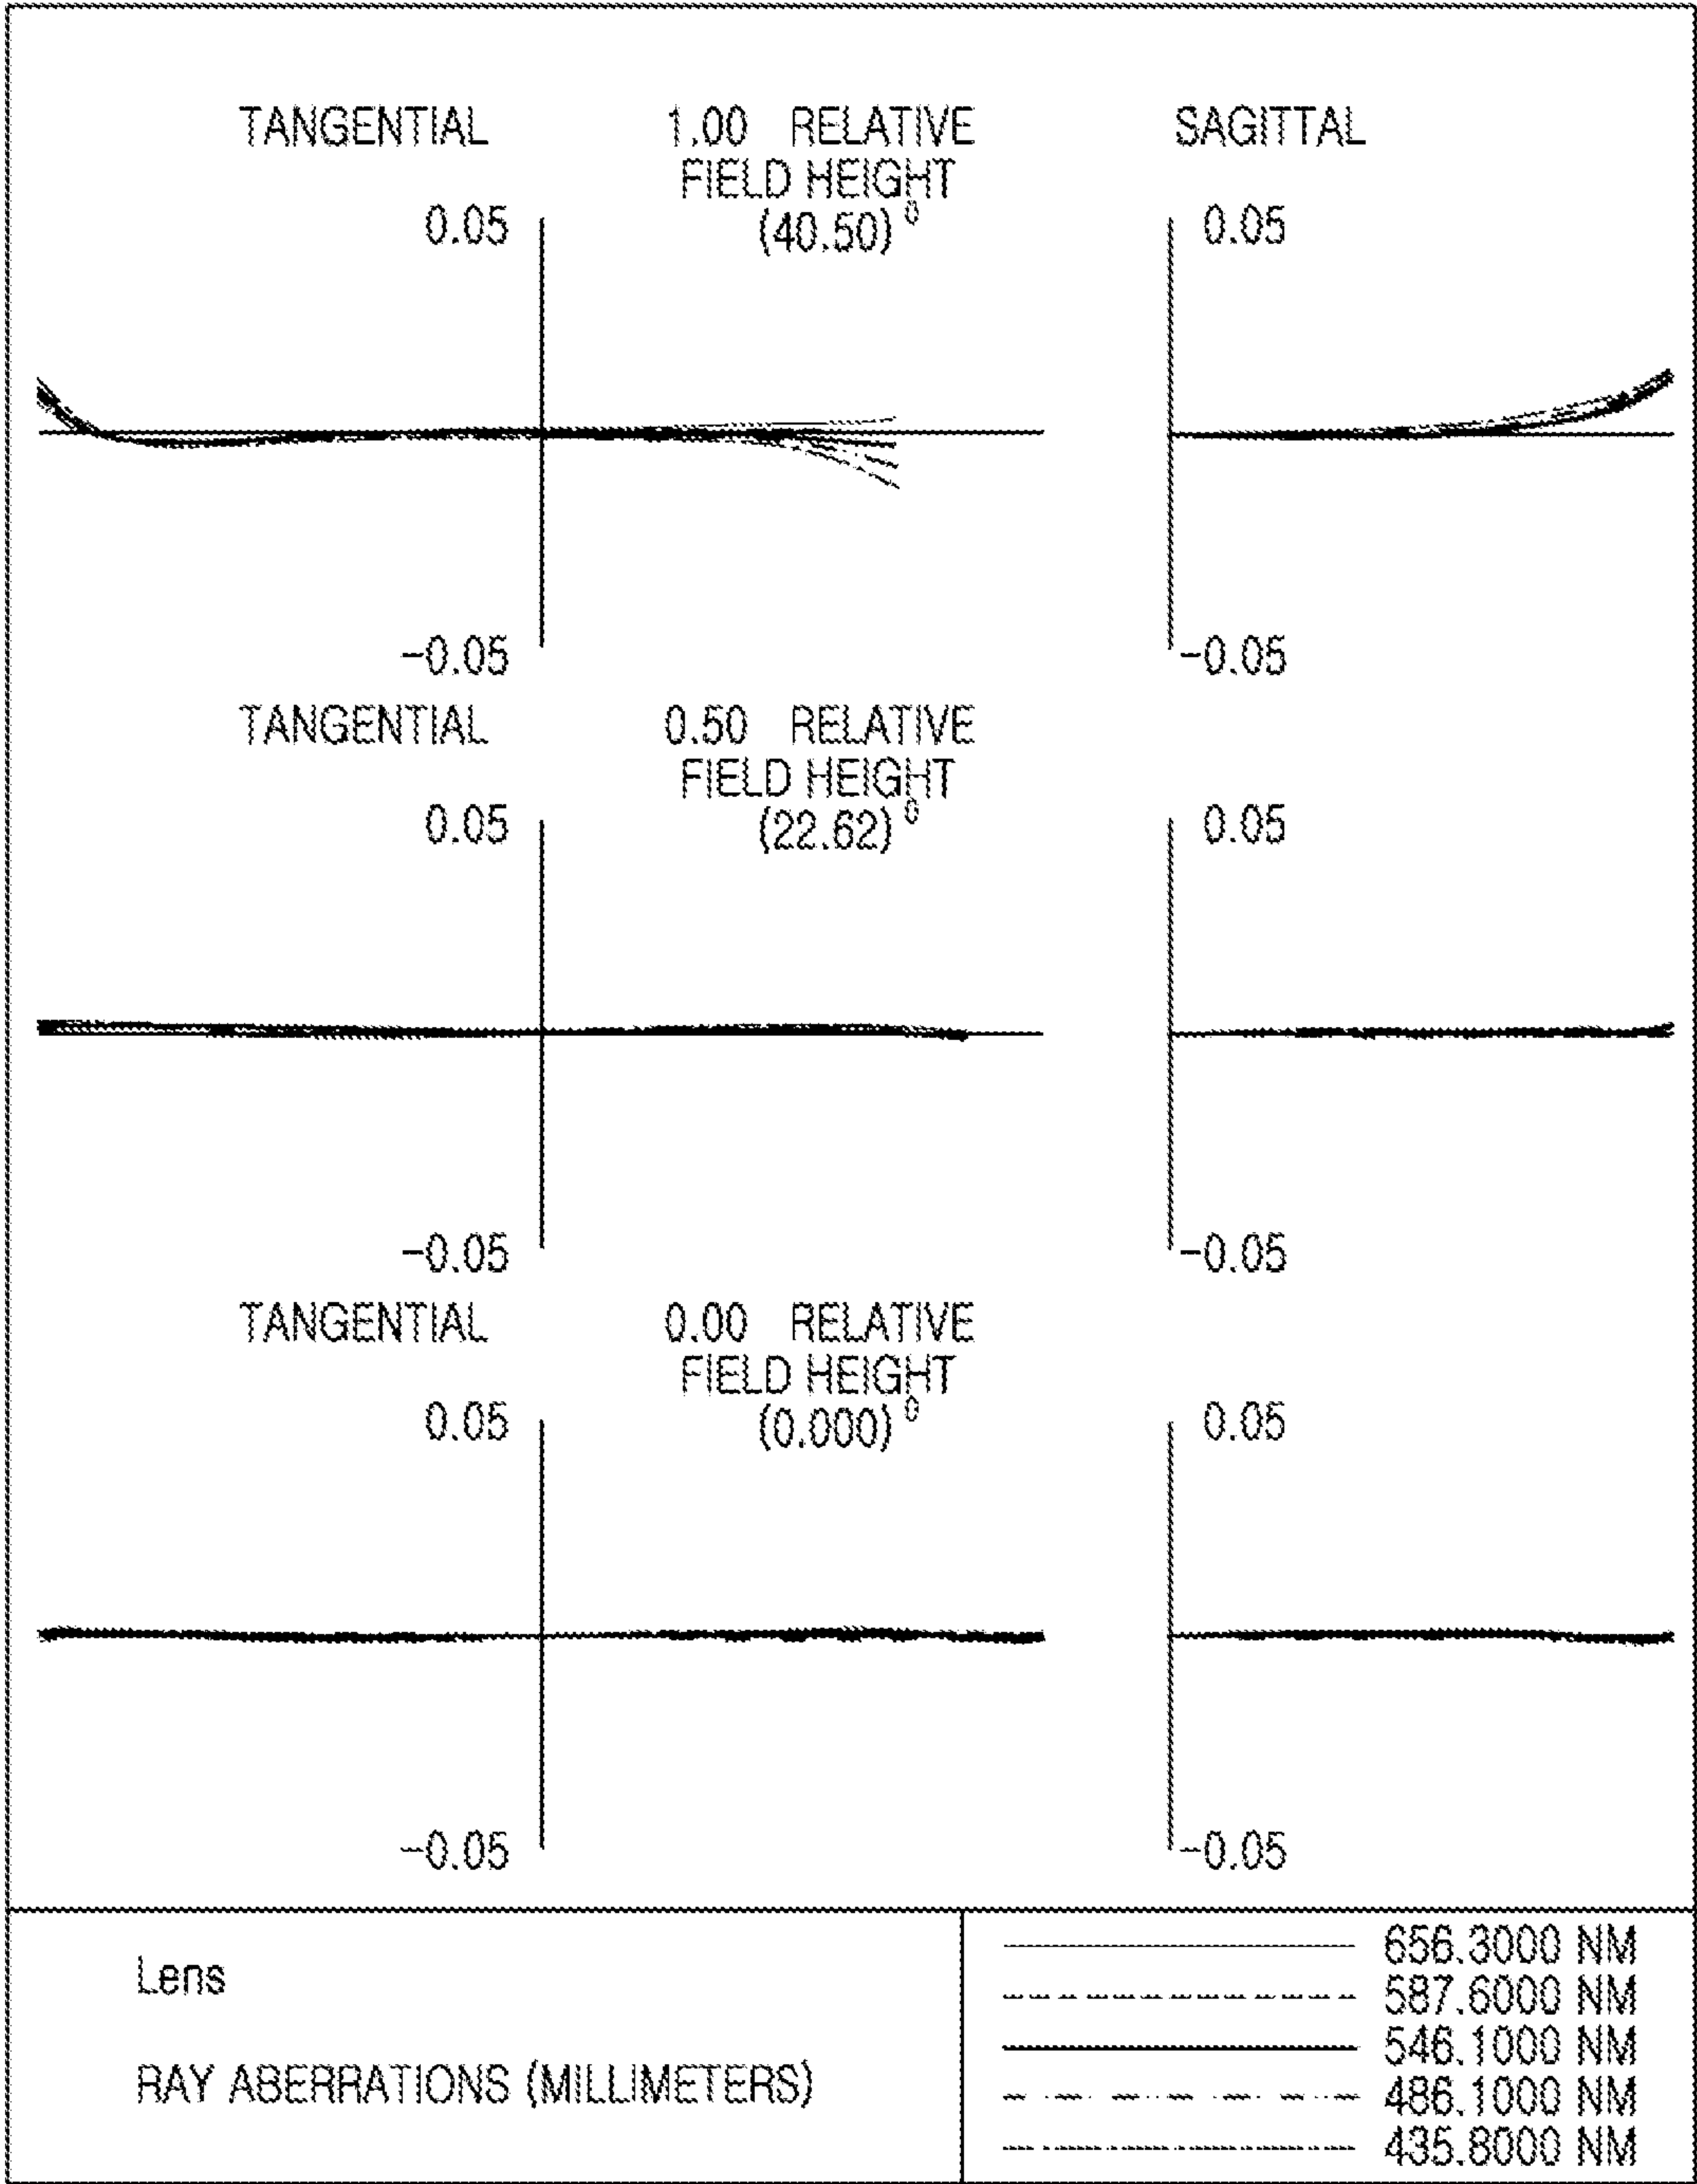 TANGENTIAL 1.00 RELATIVE SAGITTAL
FIELD HEIGHT
0.05 (40.50)⁰ 0.05
-0.05 -0.05
TANGENTIAL 0.50 RELATIVE
FIELD HEIGHT
0.05 (22.62)⁰ 0.05
-0.05 -0.05
TANGENTIAL 0.00 RELATIVE
FIELD HEIGHT
0.05 (0.000)⁰ 0.05
-0.05 -0.05
Lens
RAY ABERRATIONS (MILLIMETERS)
656.3000 NM
587.6000 NM
546.1000 NM
486.1000 NM
435.8000 NM